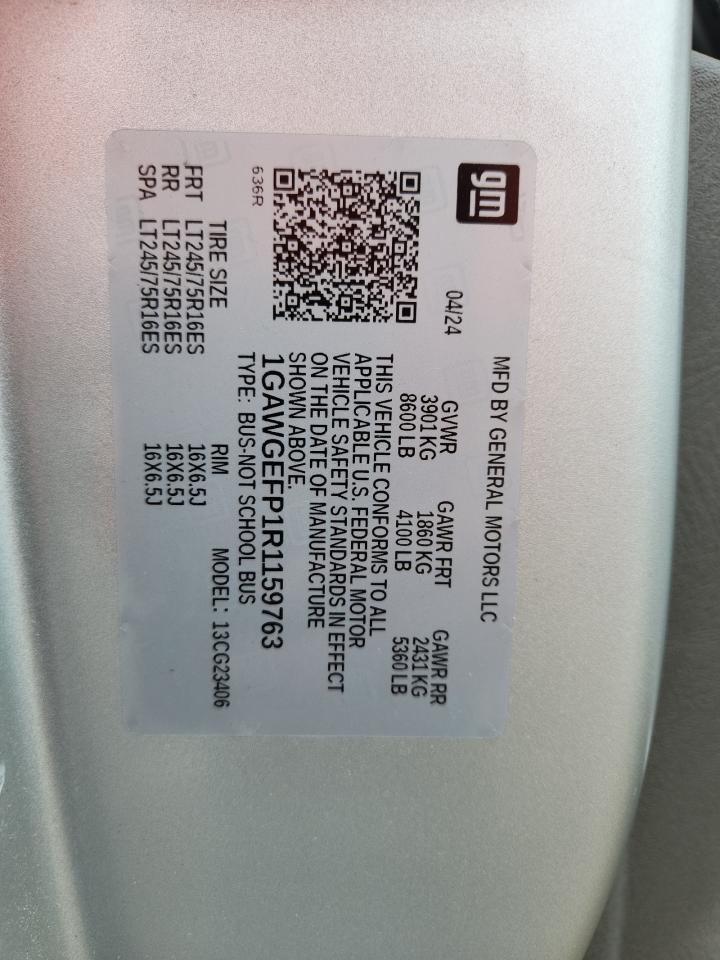 gm
04/24
MFD BY GENERAL MOTORS LLC
GVWR GAWR FRT GAWR RR
3901 KG 1860 KG 2431 KG
8600 LB 4100 LB 5360 LB
THIS VEHICLE CONFORMS TO ALL
APPLICABLE U.S. FEDERAL MOTOR
VEHICLE SAFETY STANDARDS IN EFFECT
ON THE DATE OF MANUFACTURE
SHOWN ABOVE.
1GAWGEFP1R1159763
TYPE: BUS-NOT SCHOOL BUS
636R
MODEL: 13CG23406
TIRE SIZE RIM
FRT LT245/75R16ES 16X6.5J
RR LT245/75R16ES 16X6.5J
SPA LT245/75R16ES 16X6.5J